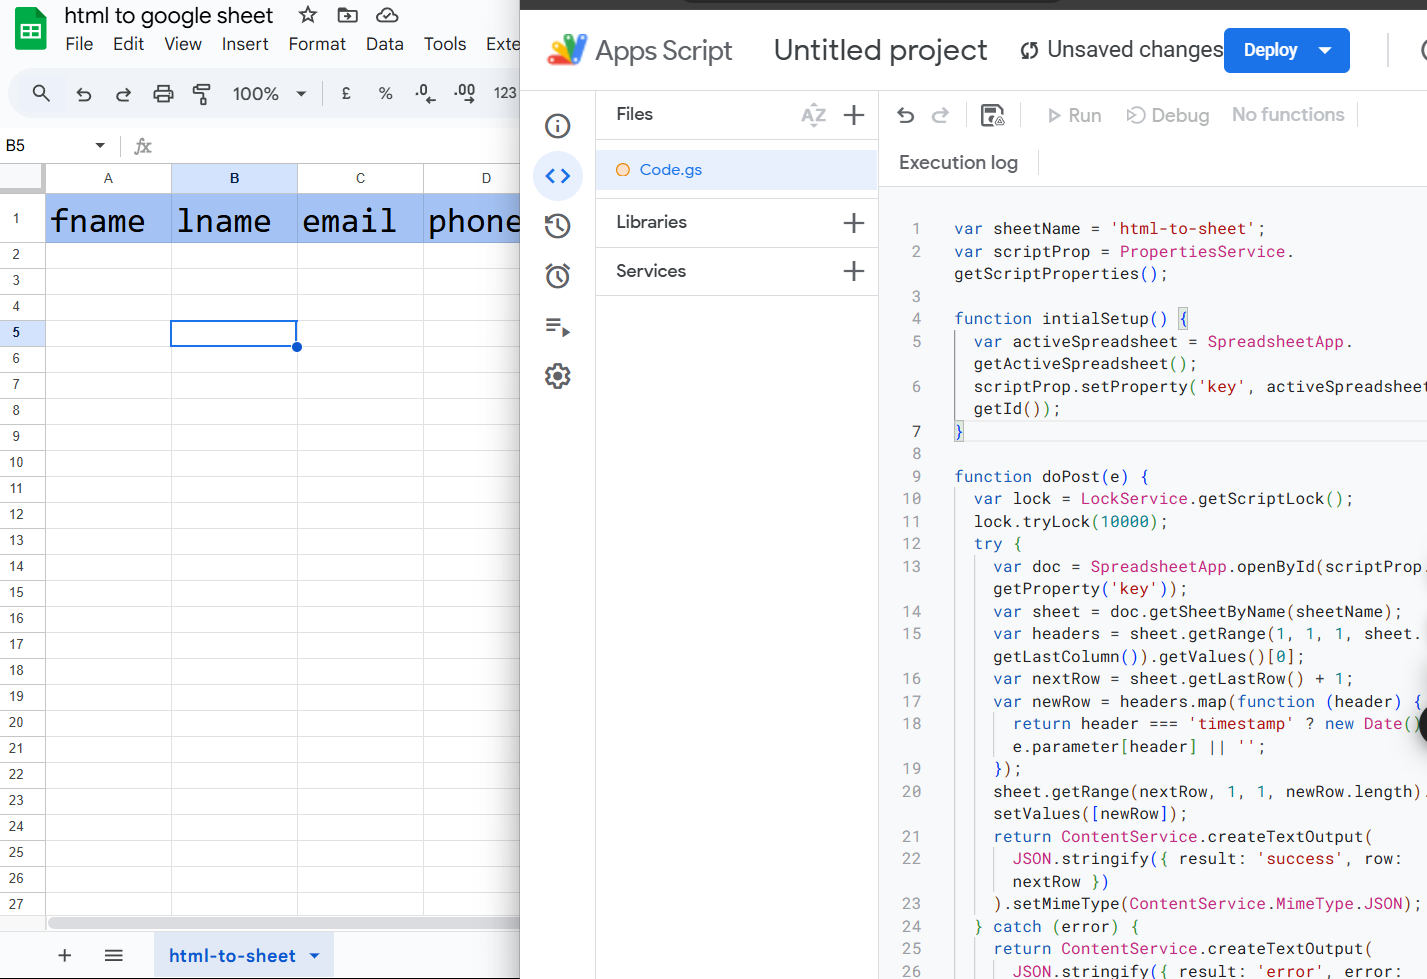 html to google sheet
File Edit View Insert Format Data Tools Exte
100% £ % .0 .00 123
B5 fx
A B C D
1 fname lname email phone
2
3
4
5
6
7
8
9
10
11
12
13
14
15
16
17
18
19
20
21
22
23
24
25
26
27
+ html-to-sheet
Apps Script Untitled project Unsaved changes Deploy
Files AZ +
Code.gs
Libraries +
Services +
Run Debug No functions
Execution log
1 var sheetName = 'html-to-sheet';
2 var scriptProp = PropertiesService.
getScriptProperties();
3
4 function intialSetup() {
5 var activeSpreadsheet = SpreadsheetApp.
getActiveSpreadsheet();
6 scriptProp.setProperty('key', activeSpreadsheet
getId());
7 }
8
9 function doPost(e) {
10 var lock = LockService.getScriptLock();
11 lock.tryLock(10000);
12 try {
13 var doc = SpreadsheetApp.openById(scriptProp.
getProperty('key'));
14 var sheet = doc.getSheetByName(sheetName);
15 var headers = sheet.getRange(1, 1, 1, sheet.
getLastColumn()).getValues()[0];
16 var nextRow = sheet.getLastRow() + 1;
17 var newRow = headers.map(function (header) {
18 return header === 'timestamp' ? new Date()
e.parameter[header] || '';
19 });
20 sheet.getRange(nextRow, 1, 1, newRow.length).
setValues([newRow]);
21 return ContentService.createTextOutput(
22 JSON.stringify({ result: 'success', row:
nextRow })
23 ).setMimeType(ContentService.MimeType.JSON);
24 } catch (error) {
25 return ContentService.createTextOutput(
26 JSON.stringify({ result: 'error', error: